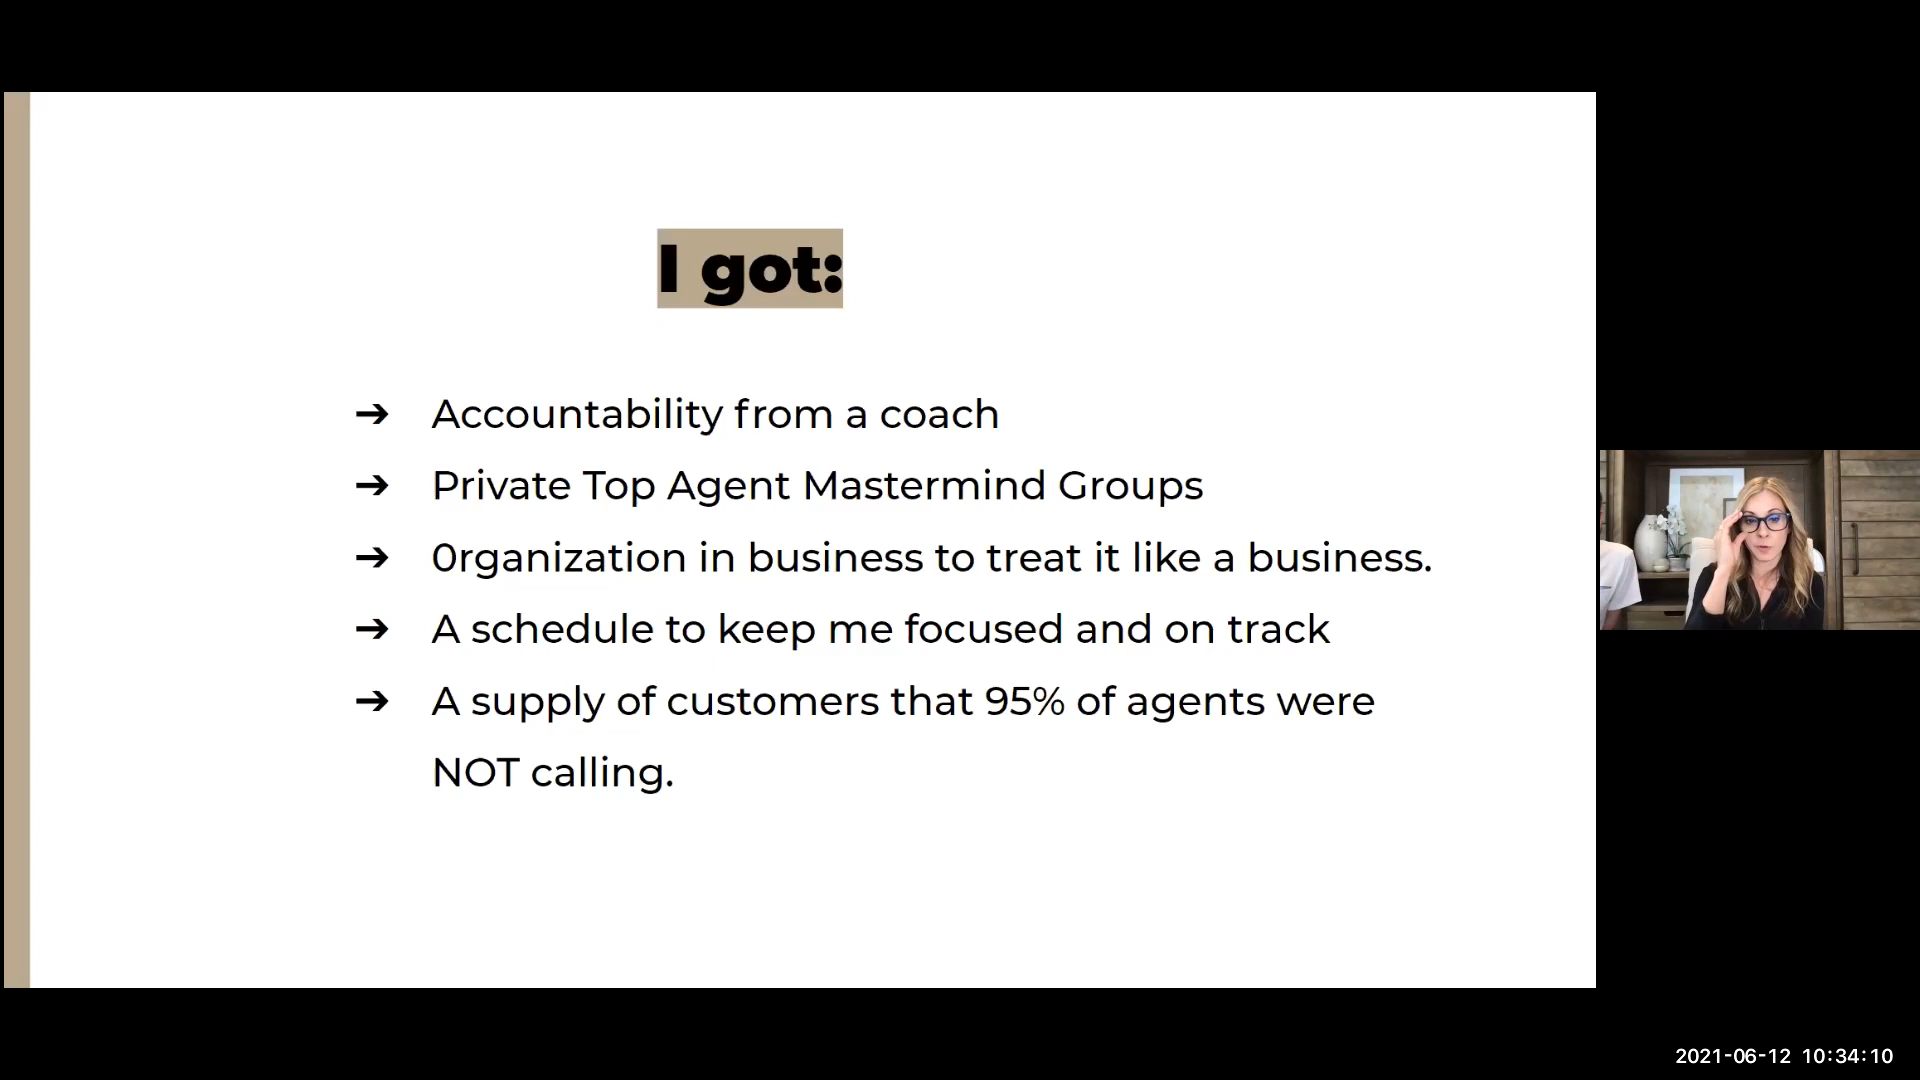 I got:
➔ Accountability from a coach
➔ Private Top Agent Mastermind Groups
➔ 0rganization in business to treat it like a business.
➔ A schedule to keep me focused and on track
➔ A supply of customers that 95% of agents were
NOT calling.
2021-06-12 10:34:10